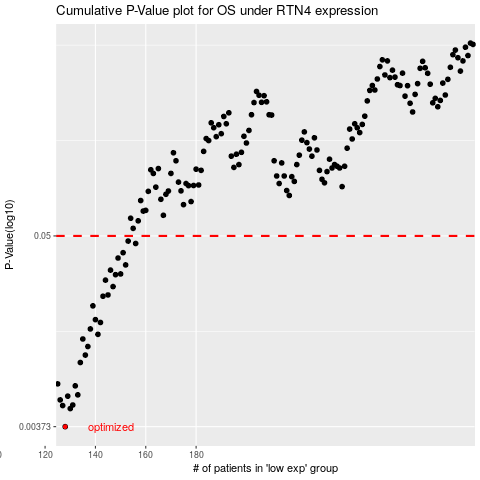 Cumulative P-Value plot for OS under RTN4 expression
P-Value(log10)
0.05
0.00373
optimized
0 120 140 160 180
# of patients in 'low exp' group